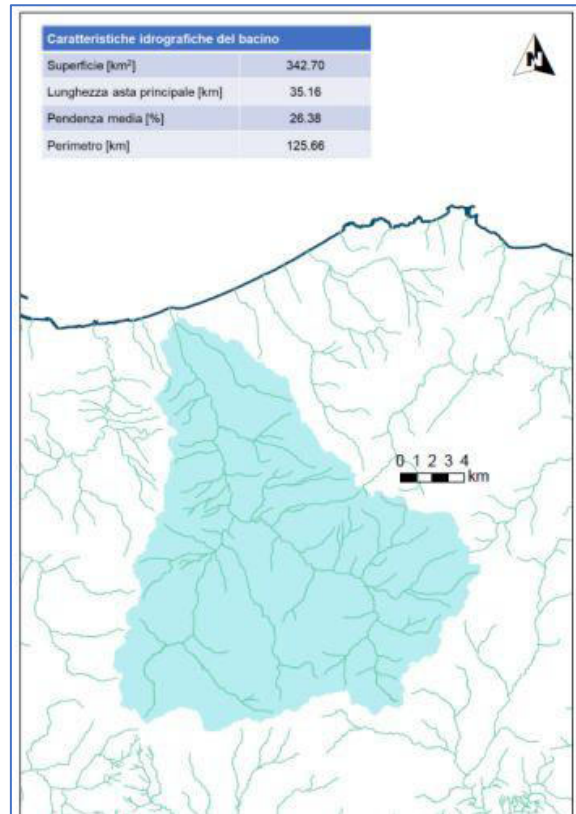 Caratteristiche idrografiche del bacino
Superficie [km²] 342.70
Lunghezza asta principale [km] 35.16
Pendenza media [%] 26.38
Perimetro [km] 125.66
N
0 1 2 3 4
km